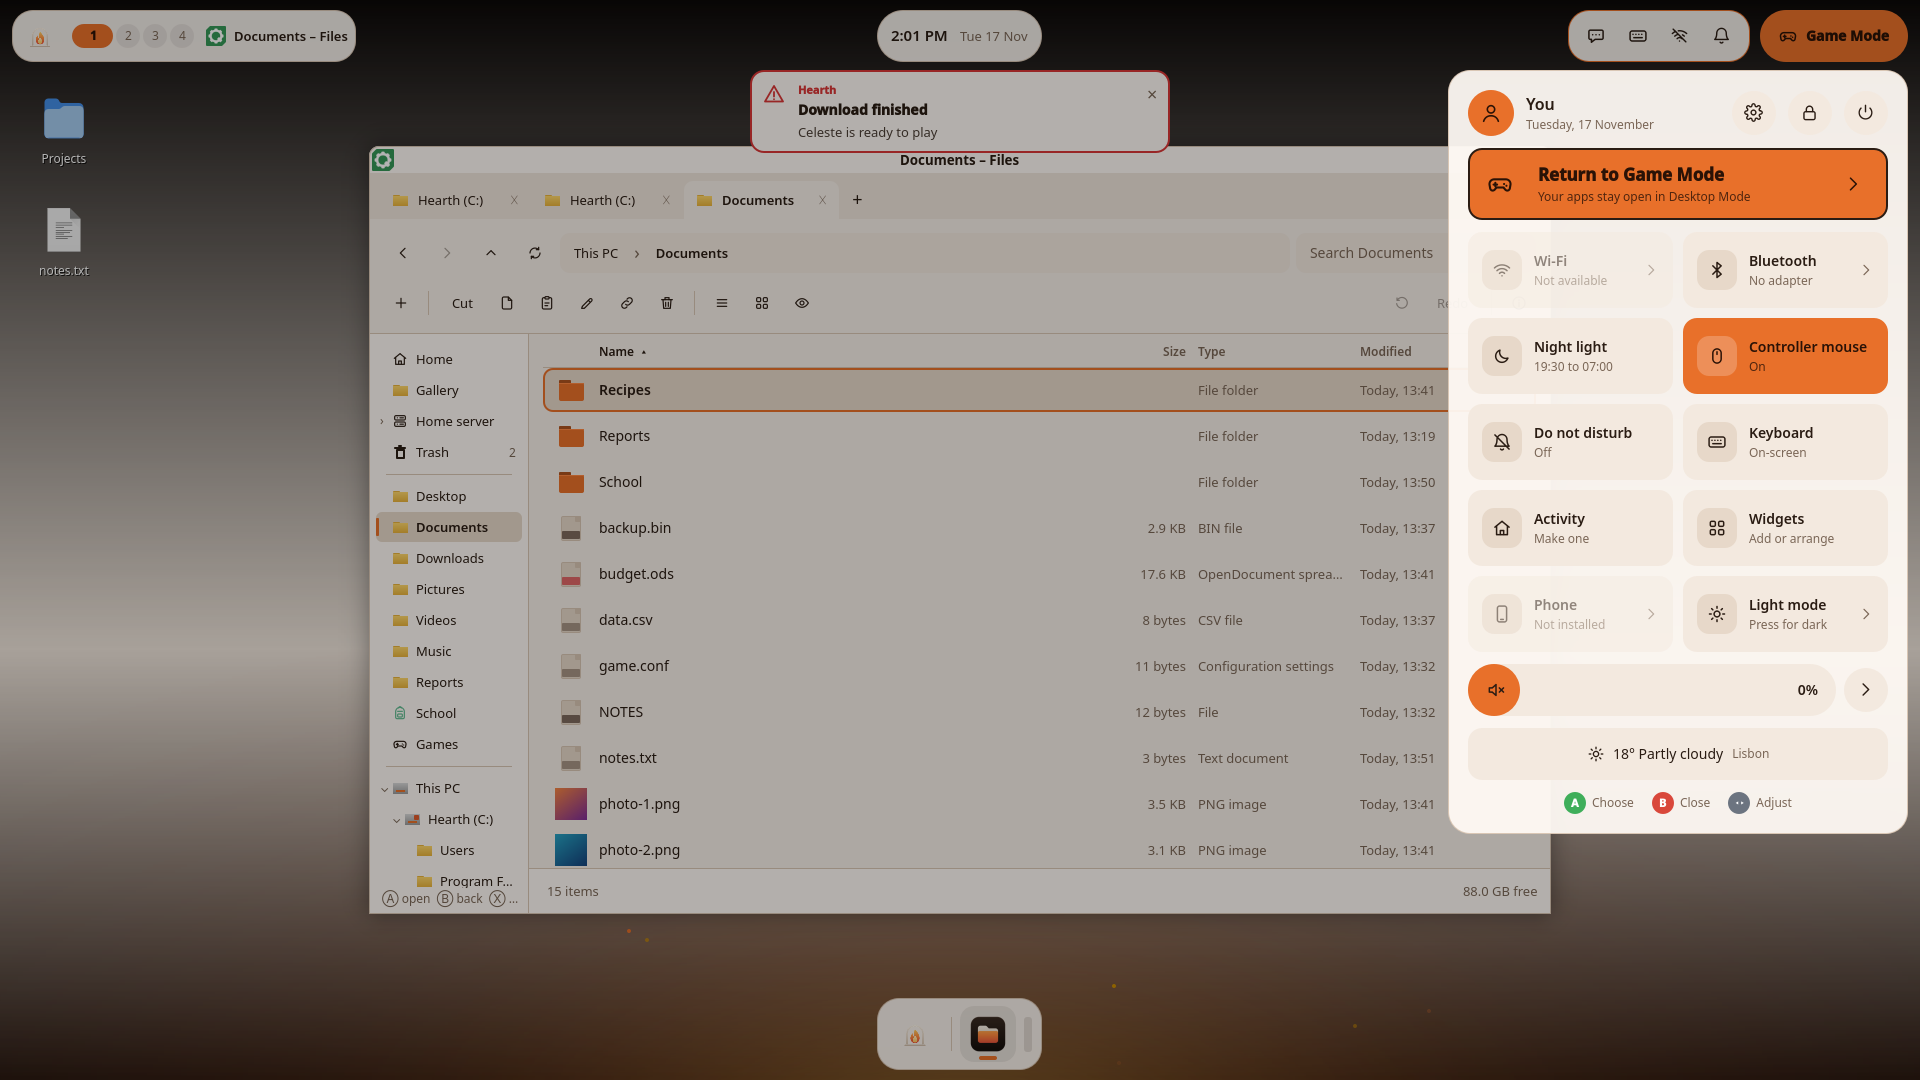 1 2 3 4 Documents – Files
2:01 PM Tue 17 Nov
Game Mode
Projects
notes.txt
Hearth
Download finished
Celeste is ready to play
Documents – Files
Hearth (C:) Hearth (C:) Documents
This PC Documents
Search Documents
Cut
Home
Gallery
Home server
Trash 2
Desktop
Documents
Downloads
Pictures
Videos
Music
Reports
School
Games
This PC
Hearth (C:)
Users
Program F...
A open B back X ...
Name Size Type Modified
Recipes File folder Today, 13:41
Reports File folder Today, 13:19
School File folder Today, 13:50
backup.bin 2.9 KB BIN file Today, 13:37
budget.ods 17.6 KB OpenDocument sprea... Today, 13:41
data.csv 8 bytes CSV file Today, 13:37
game.conf 11 bytes Configuration settings Today, 13:32
NOTES 12 bytes File Today, 13:32
notes.txt 3 bytes Text document Today, 13:51
photo-1.png 3.5 KB PNG image Today, 13:41
photo-2.png 3.1 KB PNG image Today, 13:41
15 items 88.0 GB free
You
Tuesday, 17 November
Return to Game Mode
Your apps stay open in Desktop Mode
Wi-Fi
Not available
Bluetooth
No adapter
Night light
19:30 to 07:00
Controller mouse
On
Do not disturb
Off
Keyboard
On-screen
Activity
Make one
Widgets
Add or arrange
Phone
Not installed
Light mode
Press for dark
0%
18° Partly cloudy Lisbon
A Choose B Close Adjust